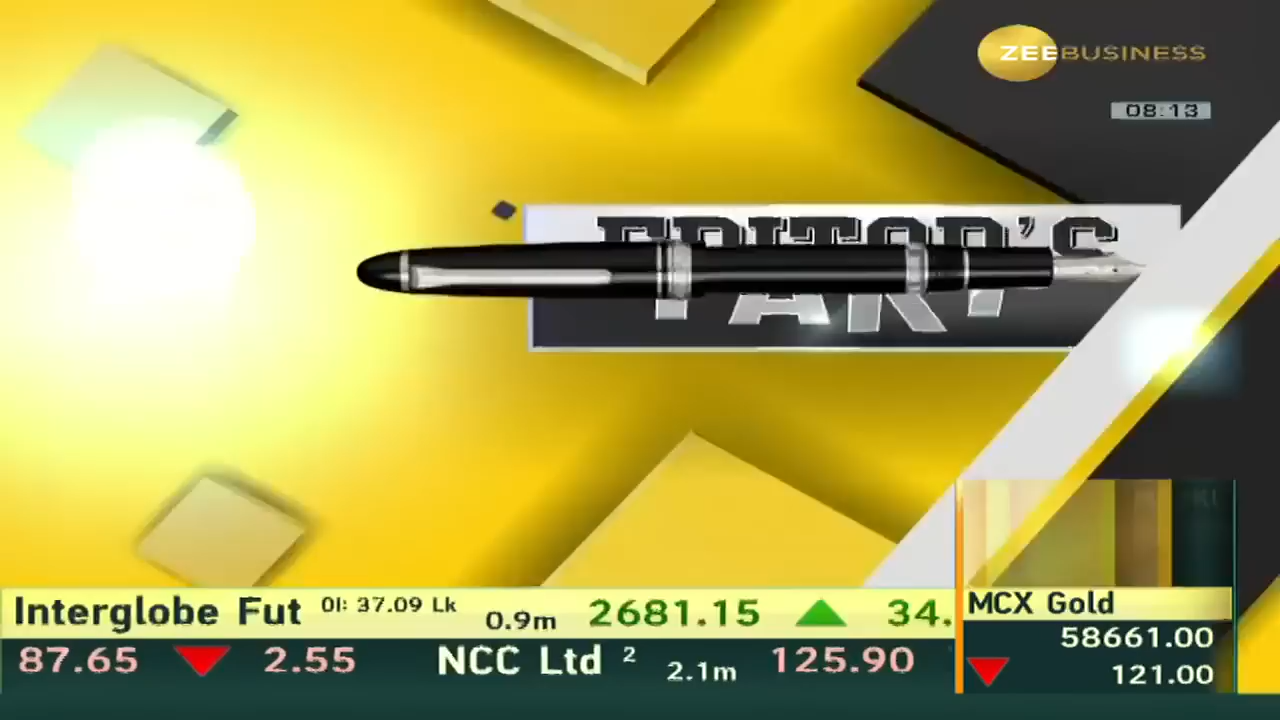 ZEEBUSINESS
08:13
EDITOR'S
Interglobe Fut OI: 37.09 Lk 0.9m 2681.15 34.
87.65 2.55 NCC Ltd 2 2.1m 125.90
MCX Gold
58661.00
121.00